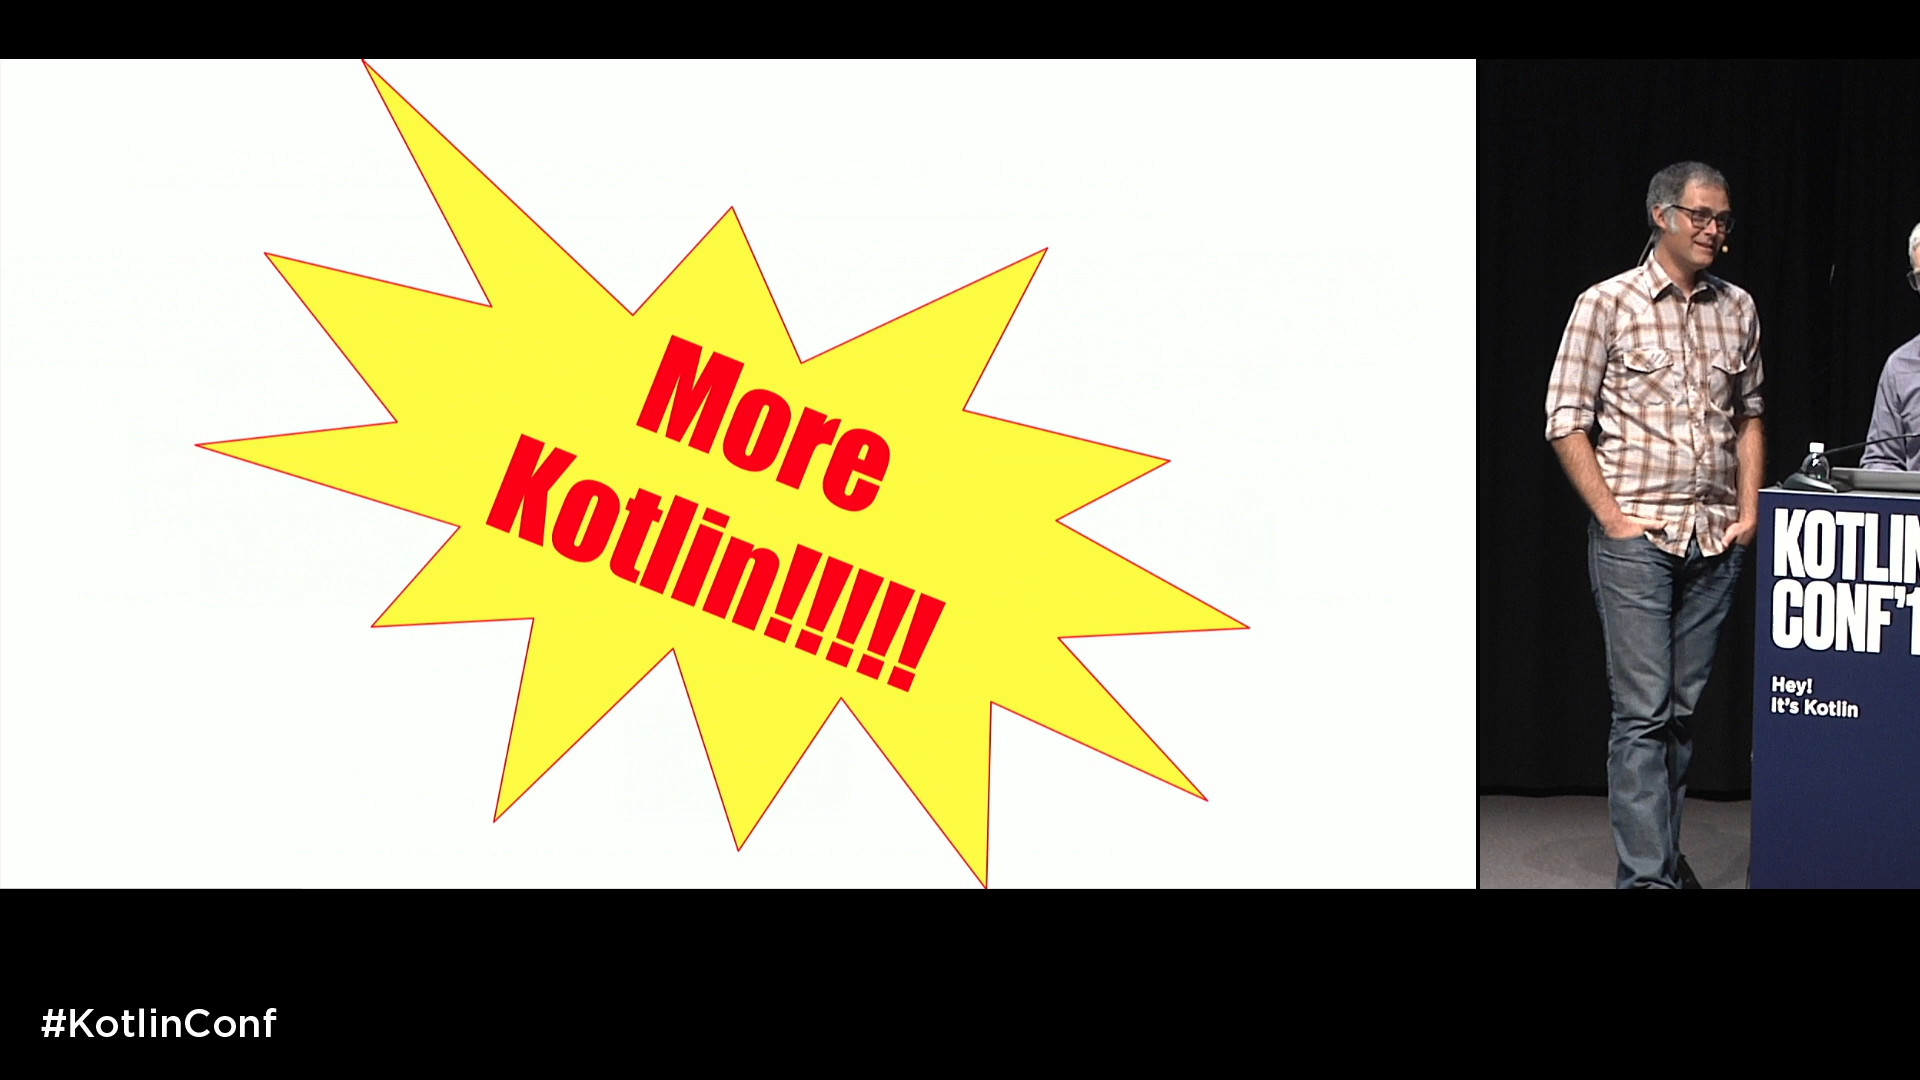 More
Kotlin!!!!!
KOTLIN
CONF'1
Hey!
It's Kotlin
#KotlinConf